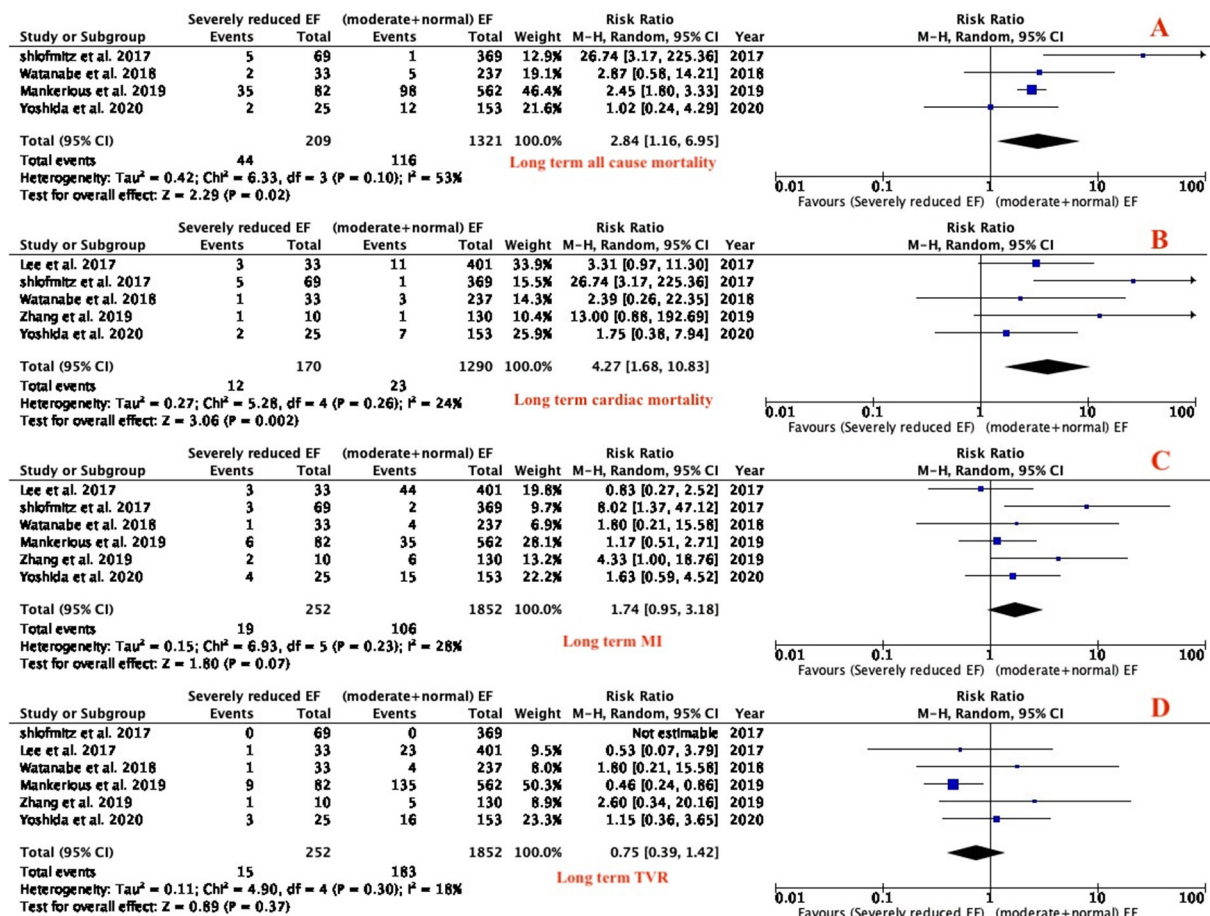 Severely reduced EF (moderate+normal) EF Risk Ratio Risk Ratio A
Study or Subgroup Events Total Events Total Weight M-H, Random, 95% CI Year M-H, Random, 95% CI
shlofmitz et al. 2017 5 69 1 369 12.9% 26.74 [3.17, 225.36] 2017
Watanabe et al. 2018 2 33 5 237 19.1% 2.87 [0.58, 14.21] 2018
Mankerious et al. 2019 35 82 98 562 46.4% 2.45 [1.80, 3.33] 2019
Yoshida et al. 2020 2 25 12 153 21.6% 1.02 [0.24, 4.29] 2020
Total (95% CI) 209 1321 100.0% 2.84 [1.16, 6.95]
Total events 44 116 Long term all cause mortality
Heterogeneity: Tau² = 0.42; Chi² = 6.33, df = 3 (P = 0.10); I² = 53%
Test for overall effect: Z = 2.29 (P = 0.02)
0.01 0.1 1 10 100
Favours (Severely reduced EF) (moderate+normal) EF
Severely reduced EF (moderate+normal) EF Risk Ratio Risk Ratio B
Study or Subgroup Events Total Events Total Weight M-H, Random, 95% CI Year M-H, Random, 95% CI
Lee et al. 2017 3 33 11 401 33.9% 3.31 [0.97, 11.30] 2017
shlofmitz et al. 2017 5 69 1 369 15.5% 26.74 [3.17, 225.36] 2017
Watanabe et al. 2018 1 33 3 237 14.3% 2.39 [0.26, 22.35] 2018
Zhang et al. 2019 1 10 1 130 10.4% 13.00 [0.88, 192.69] 2019
Yoshida et al. 2020 2 25 7 153 25.9% 1.75 [0.38, 7.94] 2020
Total (95% CI) 170 1290 100.0% 4.27 [1.68, 10.83]
Total events 12 23
Heterogeneity: Tau² = 0.27; Chi² = 5.28, df = 4 (P = 0.26); I² = 24% Long term cardiac mortality
Test for overall effect: Z = 3.06 (P = 0.002)
0.01 0.1 1 10 100
Favours (Severely reduced EF) (moderate+normal) EF
Severely reduced EF (moderate+normal) EF Risk Ratio Risk Ratio C
Study or Subgroup Events Total Events Total Weight M-H, Random, 95% CI Year M-H, Random, 95% CI
Lee et al. 2017 3 33 44 401 19.8% 0.83 [0.27, 2.52] 2017
shlofmitz et al. 2017 3 69 2 369 9.7% 8.02 [1.37, 47.12] 2017
Watanabe et al. 2018 1 33 4 237 6.9% 1.80 [0.21, 15.58] 2018
Mankerious et al. 2019 6 82 35 562 28.1% 1.17 [0.51, 2.71] 2019
Zhang et al. 2019 2 10 6 130 13.2% 4.33 [1.00, 18.76] 2019
Yoshida et al. 2020 4 25 15 153 22.2% 1.63 [0.59, 4.52] 2020
Total (95% CI) 252 1852 100.0% 1.74 [0.95, 3.18]
Total events 19 106 Long term MI
Heterogeneity: Tau² = 0.15; Chi² = 6.93, df = 5 (P = 0.23); I² = 28%
Test for overall effect: Z = 1.80 (P = 0.07)
0.01 0.1 1 10 100
Favours (Severely reduced EF) (moderate+normal) EF
Severely reduced EF (moderate+normal) EF Risk Ratio Risk Ratio D
Study or Subgroup Events Total Events Total Weight M-H, Random, 95% CI Year M-H, Random, 95% CI
shlofmitz et al. 2017 0 69 0 369 Not estimable 2017
Lee et al. 2017 1 33 23 401 9.5% 0.53 [0.07, 3.79] 2017
Watanabe et al. 2018 1 33 4 237 8.0% 1.80 [0.21, 15.58] 2018
Mankerious et al. 2019 9 82 135 562 50.3% 0.46 [0.24, 0.86] 2019
Zhang et al. 2019 1 10 5 130 8.9% 2.60 [0.34, 20.16] 2019
Yoshida et al. 2020 3 25 16 153 23.3% 1.15 [0.36, 3.65] 2020
Total (95% CI) 252 1852 100.0% 0.75 [0.39, 1.42]
Total events 15 183 Long term TVR
Heterogeneity: Tau² = 0.11; Chi² = 4.90, df = 4 (P = 0.30); I² = 18%
Test for overall effect: Z = 0.89 (P = 0.37)
0.01 0.1 1 10 100
Favours (Severely reduced EF) (moderate+normal) EF